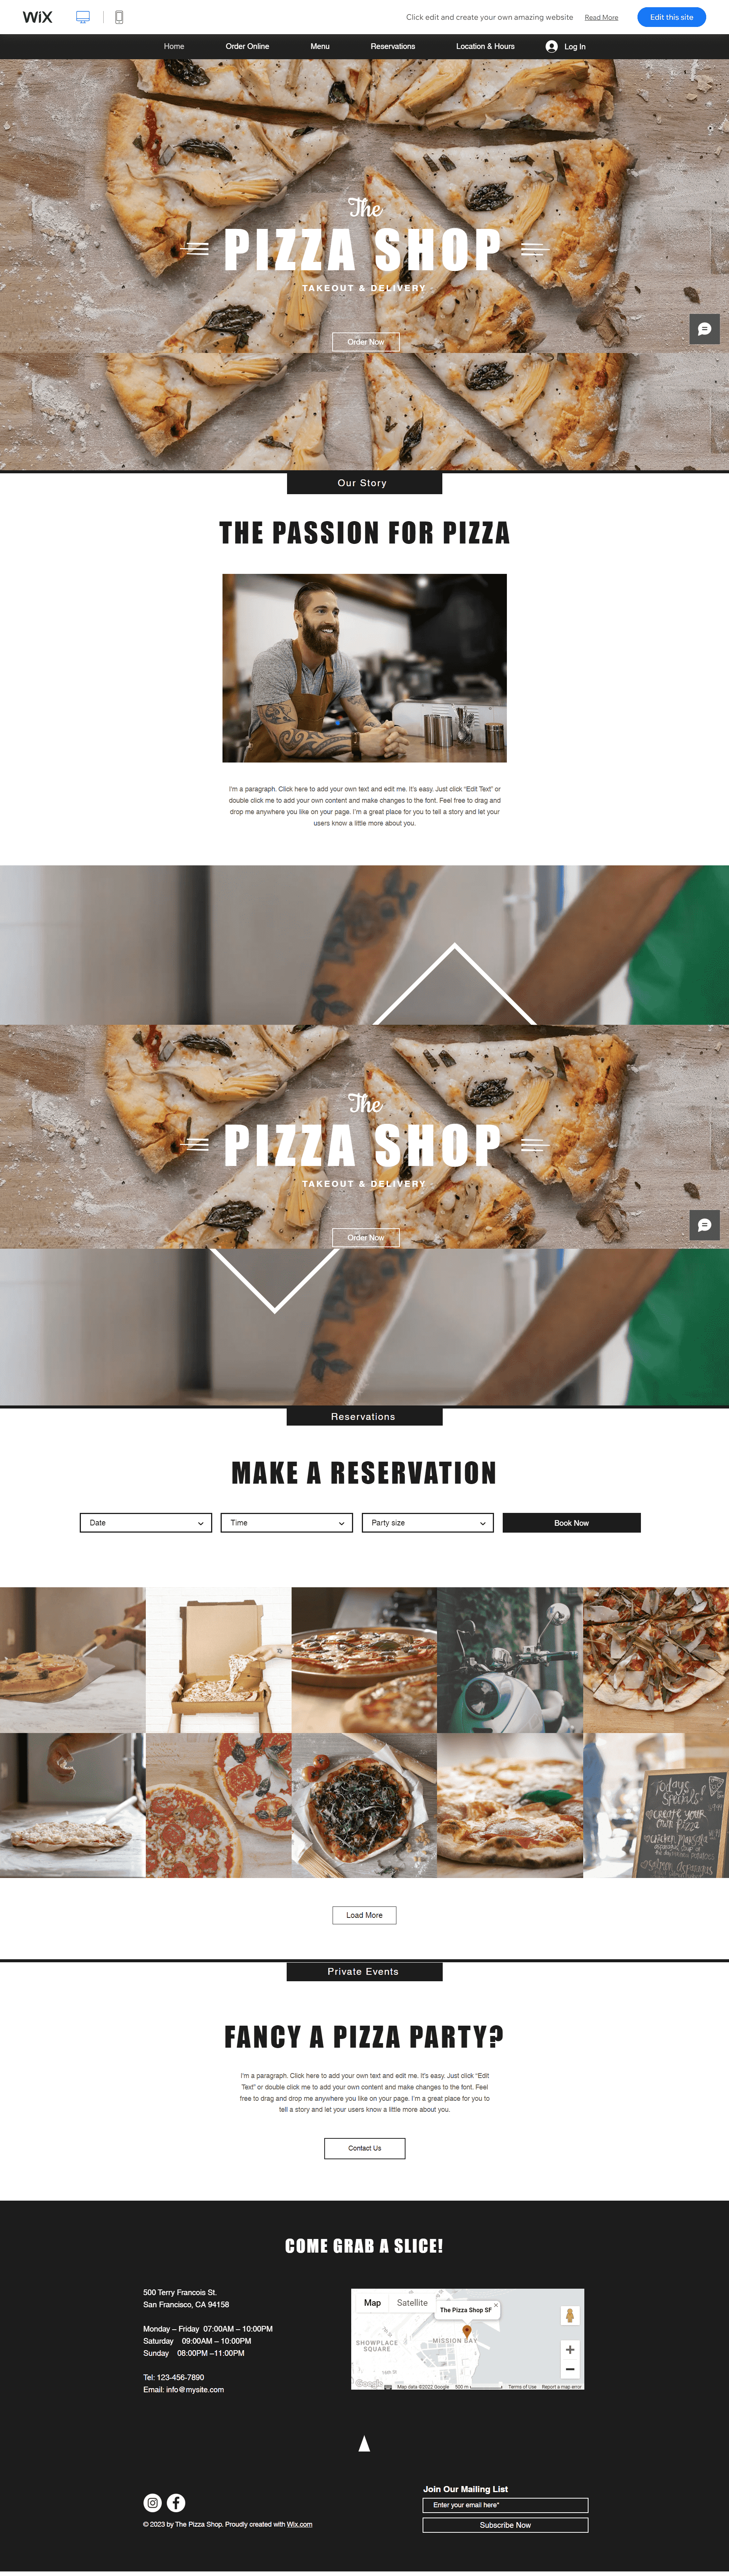 WiX
Click edit and create your own amazing website Read More Edit this site
Home Order Online Menu Reservations Location & Hours Log In
The
PIZZA SHOP
TAKEOUT & DELIVERY
Order Now
Our Story
THE PASSION FOR PIZZA
I'm a paragraph. Click here to add your own text and edit me. It's easy. Just click “Edit Text” or
double click me to add your own content and make changes to the font. Feel free to drag and
drop me anywhere you like on your page. I'm a great place for you to tell a story and let your
users know a little more about you.
The
PIZZA SHOP
TAKEOUT & DELIVERY
Order Now
Reservations
MAKE A RESERVATION
Date Time Party size Book Now
Todays
Specials
CREATE YOUR
OWN PIZZA
Load More
Private Events
FANCY A PIZZA PARTY?
I'm a paragraph. Click here to add your own text and edit me. It's easy. Just click “Edit
Text” or double click me to add your own content and make changes to the font. Feel
free to drag and drop me anywhere you like on your page. I'm a great place for you to
tell a story and let your users know a little more about you.
Contact Us
COME GRAB A SLICE!
500 Terry Francois St.
San Francisco, CA 94158
Monday – Friday 07:00AM – 10:00PM
Saturday 09:00AM – 10:00PM
Sunday 08:00PM –11:00PM
Tel: 123-456-7890
Email: info@mysite.com
Map Satellite
The Pizza Shop SF
SHOWPLACE
SQUARE
MISSION BAY
16th St
Google
Map data ©2022 Google 500 m Terms of Use Report a map error
Join Our Mailing List
Enter your email here*
Subscribe Now
© 2023 by The Pizza Shop. Proudly created with Wix.com